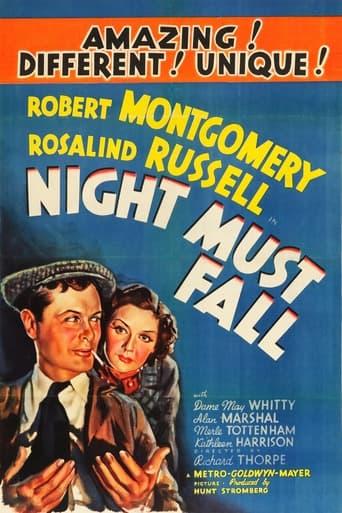 AMAZING!
DIFFERENT! UNIQUE!
ROBERT MONTGOMERY
ROSALIND RUSSELL
in
NIGHT MUST FALL
with
Dame May WHITTY
Alan MARSHAL
Merle TOTTENHAM
Kathleen HARRISON
DIRECTED BY
Richard THORPE
A
METRO-GOLDWYN-MAYER
PICTURE - Produced by
HUNT STROMBERG